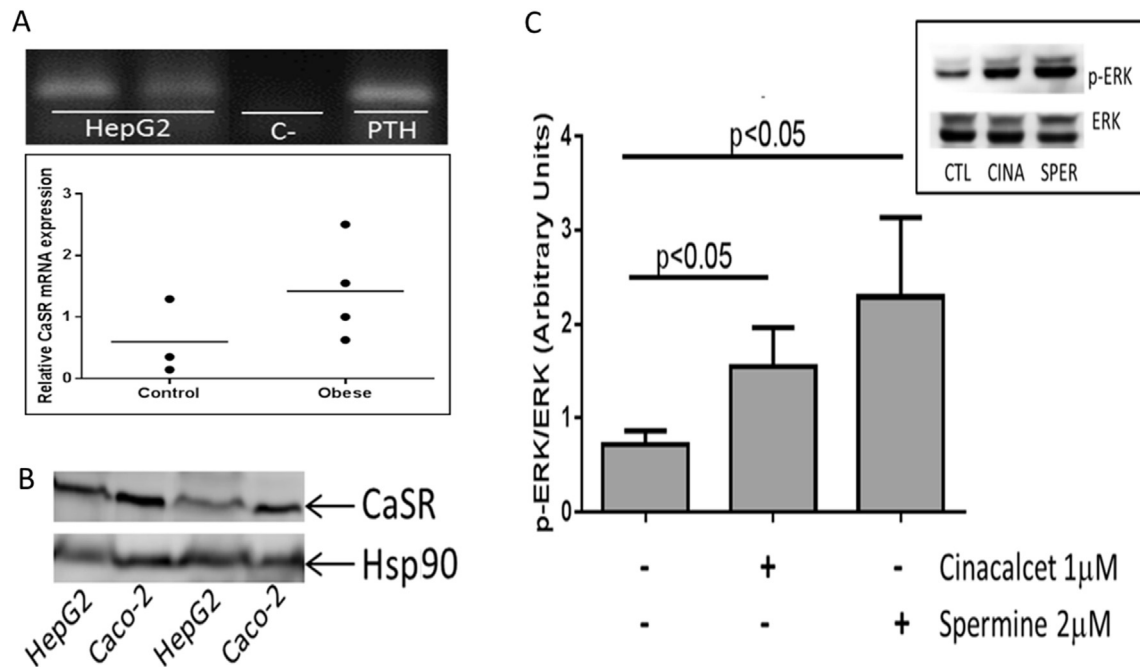 A
HepG2 C- PTH
Relative CaSR mRNA expression
3
2
1
0
Control Obese
B
CaSR
Hsp90
HepG2 Caco-2 HepG2 Caco-2
C
p-ERK
ERK
CTL CINA SPER
p-ERK/ERK (Arbitrary Units)
4
3
2
1
0
p<0.05
p<0.05
- + - Cinacalcet 1μM
- - + Spermine 2μM